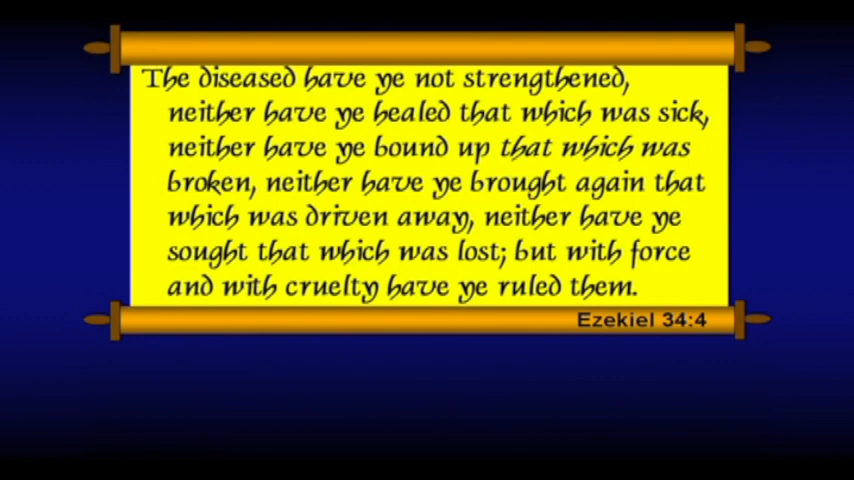 The diseased have ye not strengthened,
neither have ye healed that which was sick,
neither have ye bound up that which was
broken, neither have ye brought again that
which was driven away, neither have ye
sought that which was lost; but with force
and with cruelty have ye ruled them.
Ezekiel 34:4